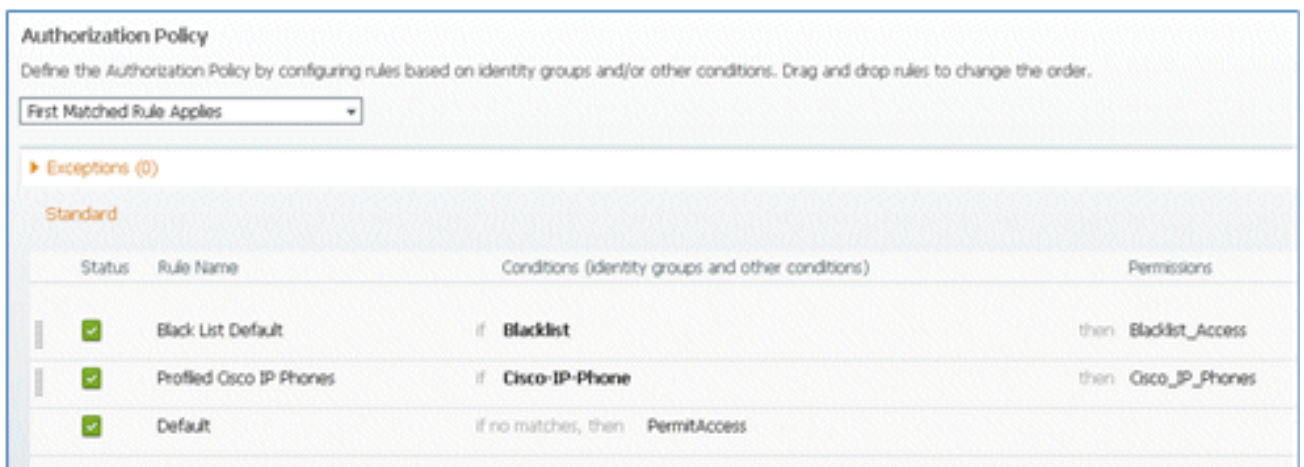 Authorization Policy
Define the Authorization Policy by configuring rules based on identity groups and/or other conditions. Drag and drop rules to change the order.
First Matched Rule Applies
Exceptions (0)
Standard
Status Rule Name Conditions (identity groups and other conditions) Permissions
Black List Default if Blacklist then Blacklist_Access
Profiled Cisco IP Phones if Cisco-IP-Phone then Cisco_IP_Phones
Default if no matches, then PermitAccess